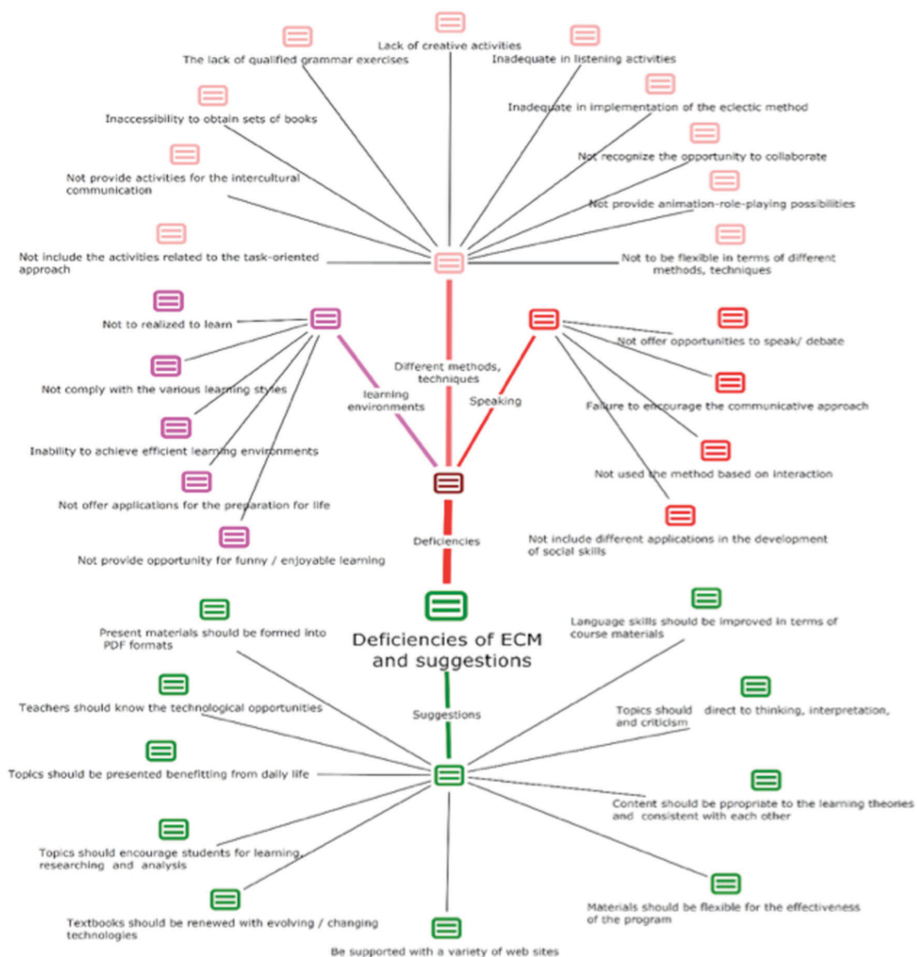 Lack of creative activities
The lack of qualified grammar exercises
Inadequate in listening activities
Inaccessibility to obtain sets of books
Inadequate in implementation of the eclectic method
Not recognize the opportunity to collaborate
Not provide activities for the intercultural
communication
Not provide animation-role-playing possibilities
Not include the activities related to the task-oriented
approach
Not to be flexible in terms of different
methods, techniques
Not to realized to learn
Not offer opportunities to speak/ debate
Different methods,
techniques
Not comply with the various learning styles
learning
environments
Speaking
Failure to encourage the communicative approach
Inability to achieve efficient learning environments
Not used the method based on interaction
Not offer applications for the preparation for life
Not include different applications in the development
of social skills
Deficiencies
Not provide opportunity for funny / enjoyable learning
Deficiencies of ECM
and suggestions
Present materials should be formed into
PDF formats
Language skills should be improved in terms of
course materials
Suggestions
Teachers should know the technological opportunities
Topics should direct to thinking, interpretation,
and criticism
Topics should be presented benefitting from daily life
Content should be ppropriate to the learning theories
and consistent with each other
Topics should encourage students for learning,
researching and analysis
Materials should be flexible for the effectiveness
of the program
Textbooks should be renewed with evolving / changing
technologies
Be supported with a variety of web sites